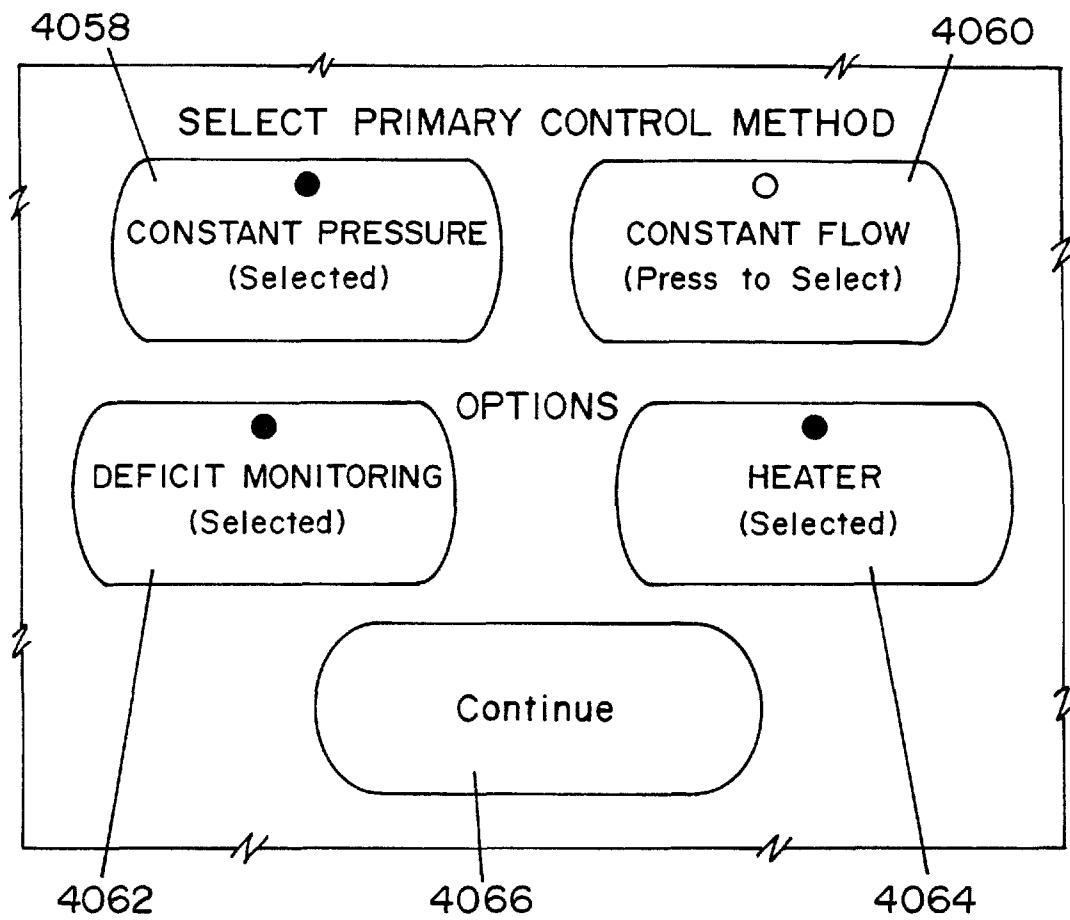 4058
4060
SELECT PRIMARY CONTROL METHOD
CONSTANT PRESSURE
(Selected)
CONSTANT FLOW
(Press to Select)
OPTIONS
DEFICIT MONITORING
(Selected)
HEATER
(Selected)
Continue
4062
4066
4064